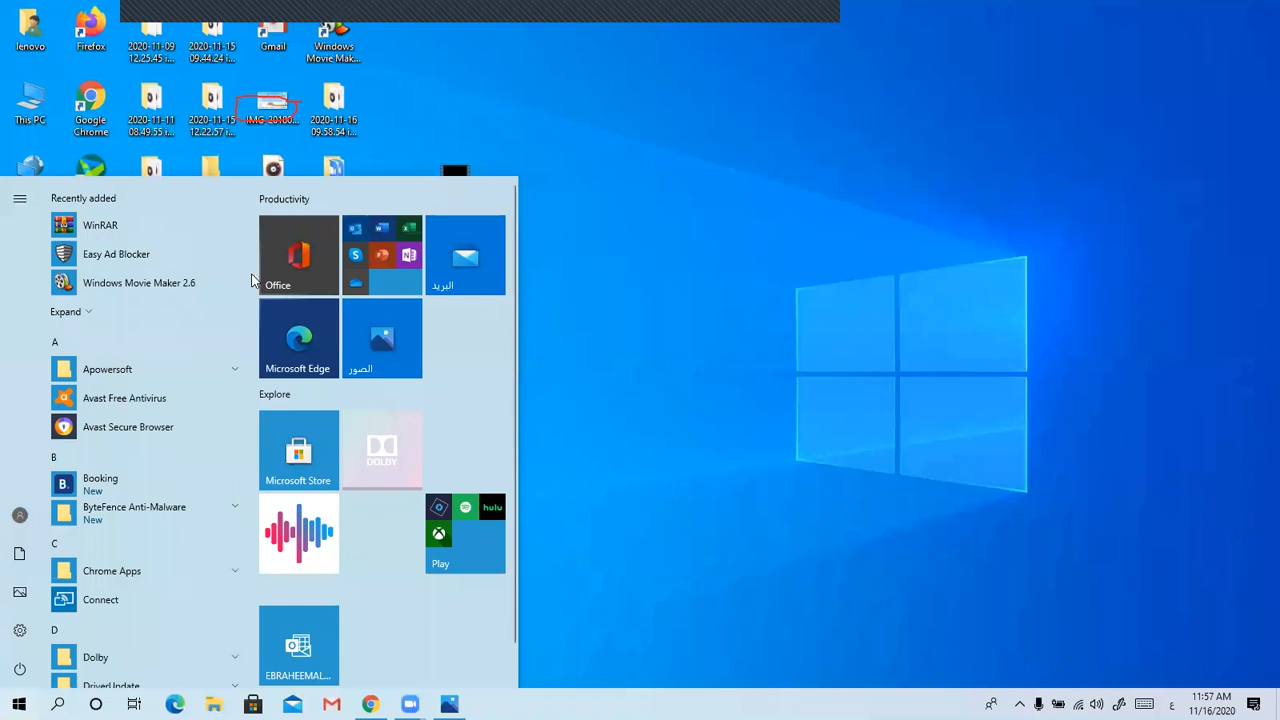 lenovo
Firefox
2020-11-09
12.25.45 i...
2020-11-15
09.44.24 i...
Gmail
Windows
Movie Mak...
This PC
Google
Chrome
2020-11-11
08.49.55 i...
2020-11-15
12.22.57 i...
2020-11-16
09.58.54 i...
Recently added
WinRAR
Easy Ad Blocker
Windows Movie Maker 2.6
Expand
A
Apowersoft
Avast Free Antivirus
Avast Secure Browser
B
B.
Booking
New
ByteFence Anti-Malware
New
C
Chrome Apps
Connect
D
Dolby
DriverUpdate
Productivity
Office
البريد
Microsoft Edge
الصور
Explore
Microsoft Store
DOLBY
hulu
Play
EBRAHEEMAL...
ع
11:57 AM
11/16/2020